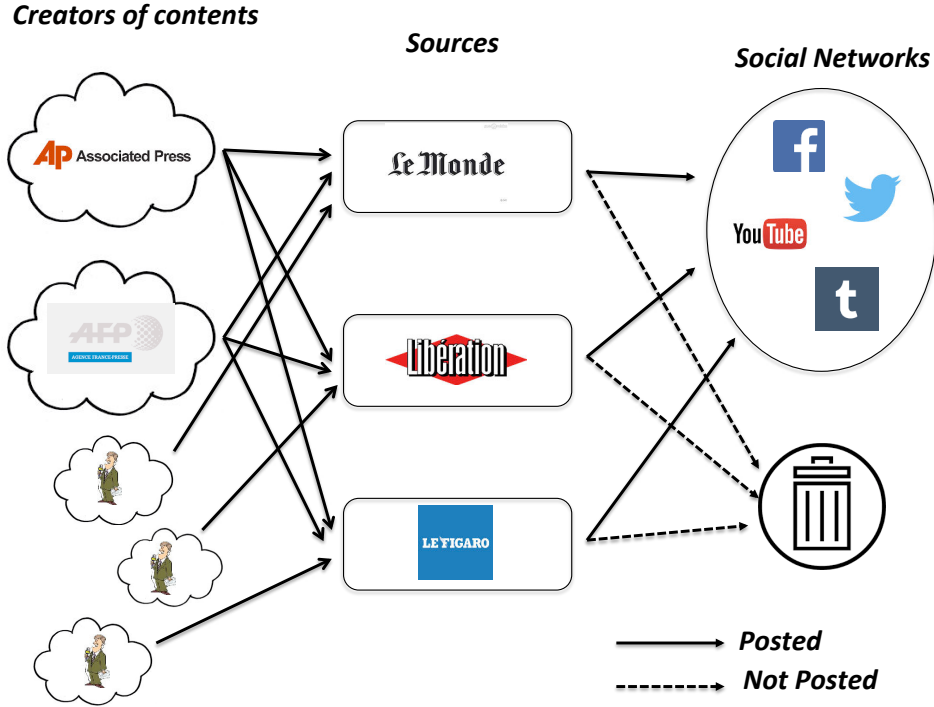 Creators of contents
Sources
Social Networks
AP Associated Press
Le Monde
f
YouTube
AFP
AGENCE FRANCE-PRESSE
t
Libération
LE FIGARO
Posted
Not Posted